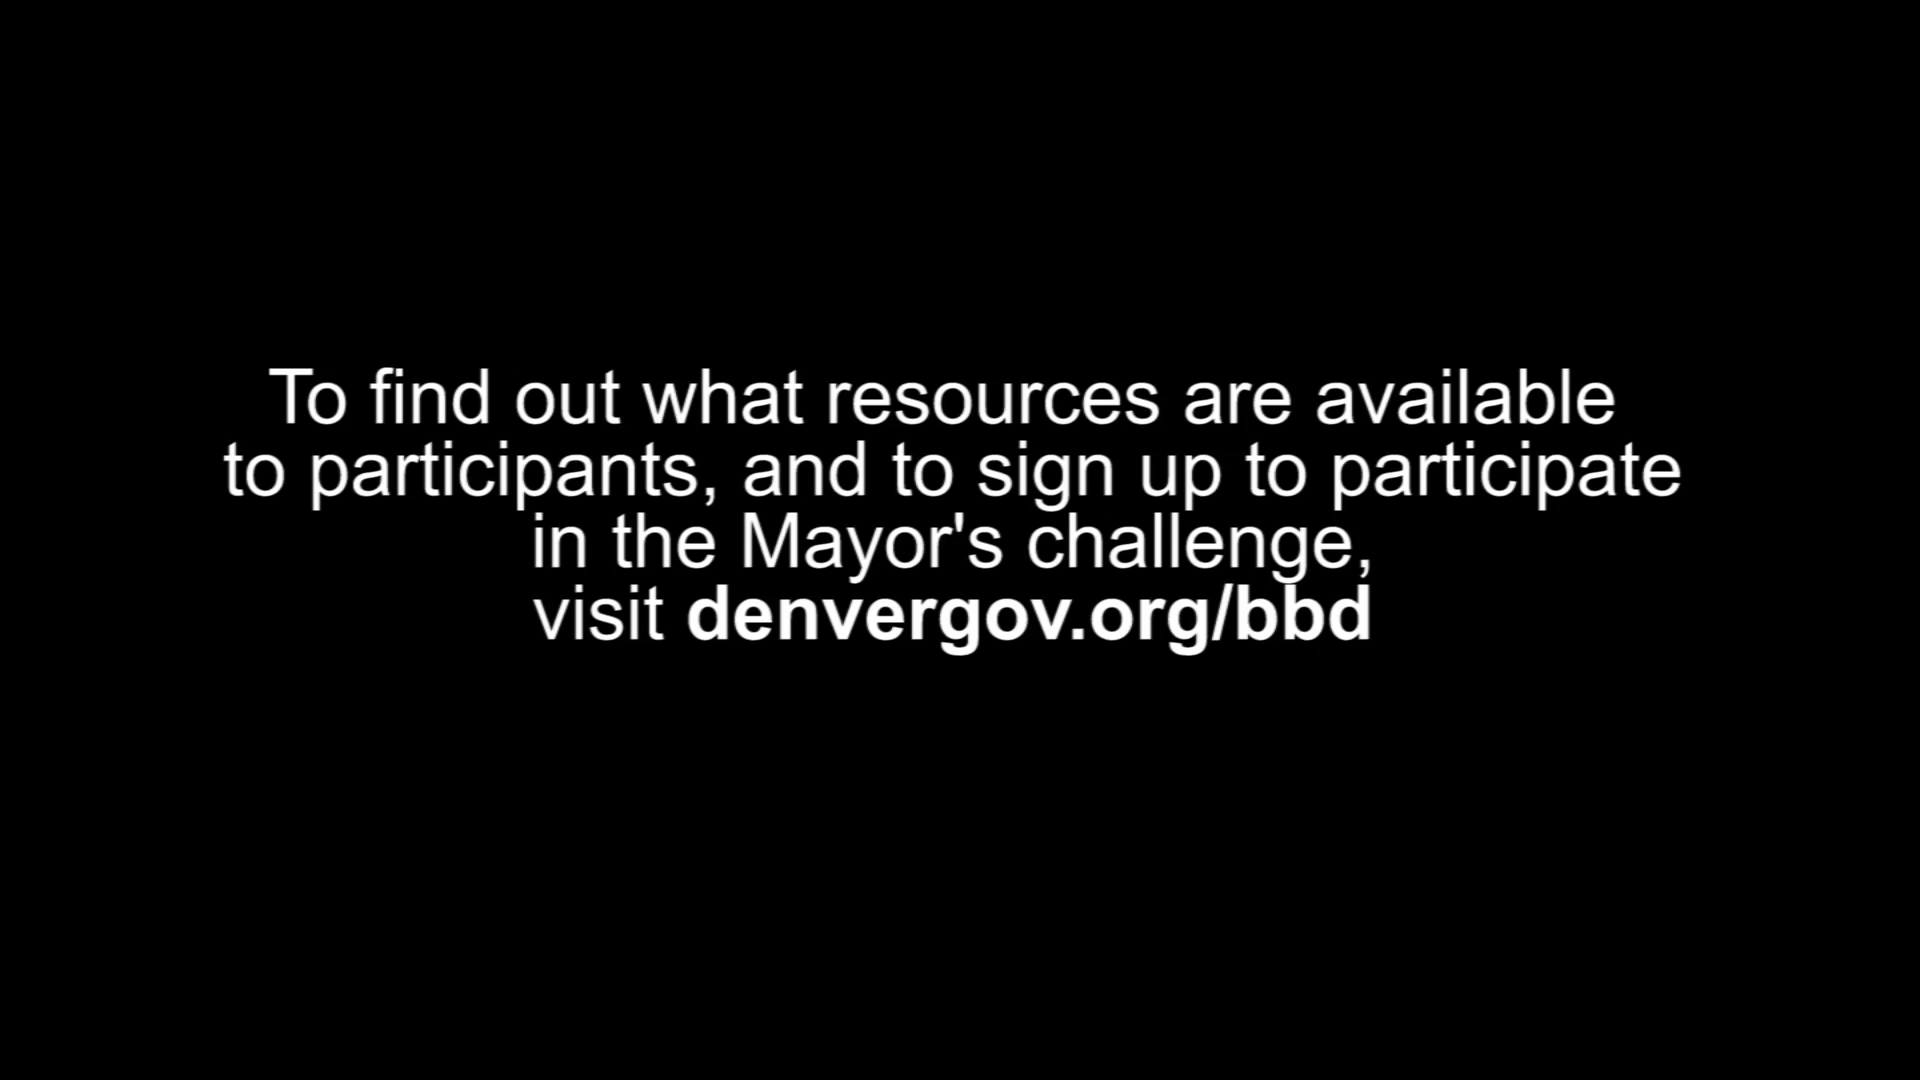 To find out what resources are available
to participants, and to sign up to participate
in the Mayor's challenge,
visit denvergov.org/bbd